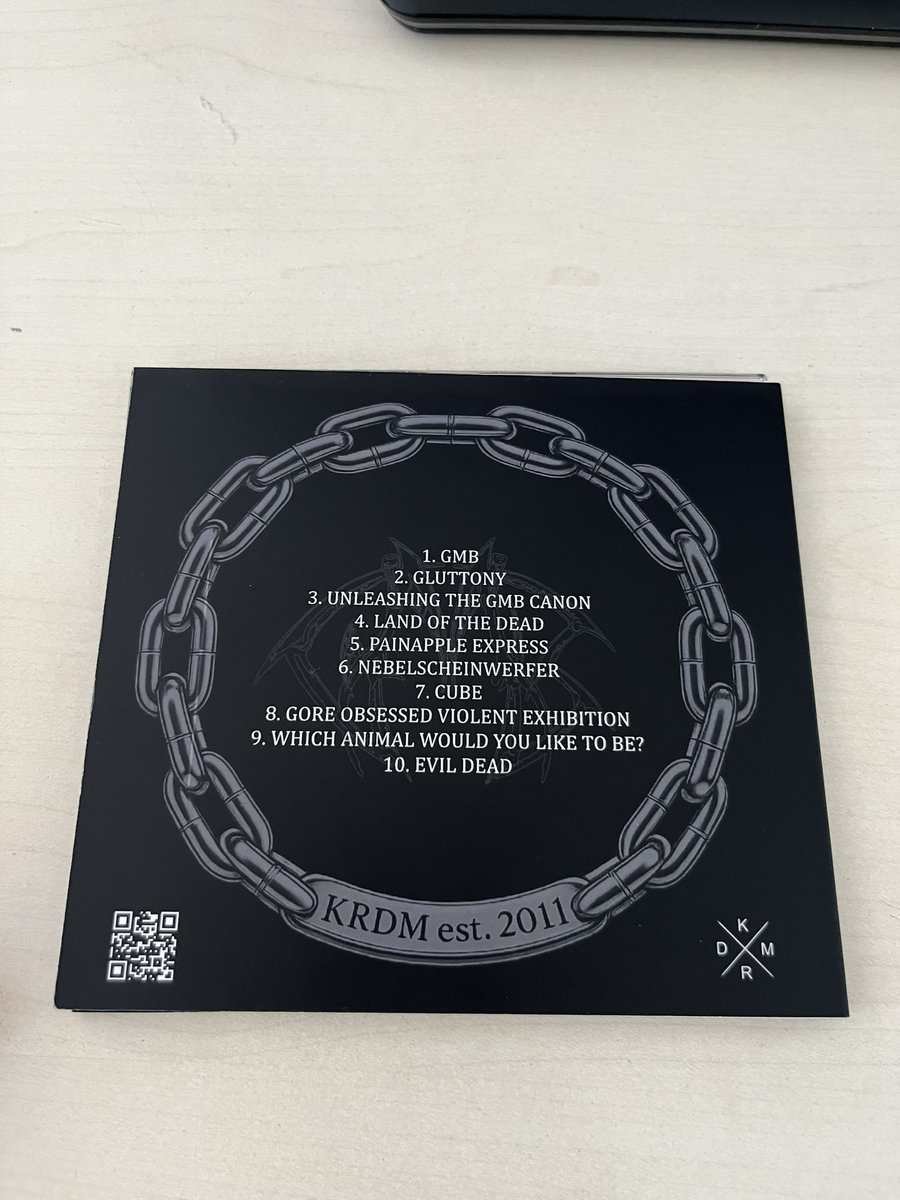 1. GMB
2. GLUTTONY
3. UNLEASHING THE GMB CANON
4. LAND OF THE DEAD
5. PAINAPPLE EXPRESS
6. NEBELSCHEINWERFER
7. CUBE
8. GORE OBSESSED VIOLENT EXHIBITION
9. WHICH ANIMAL WOULD YOU LIKE TO BE?
10. EVIL DEAD
KRDM est. 2011
K
D M
R